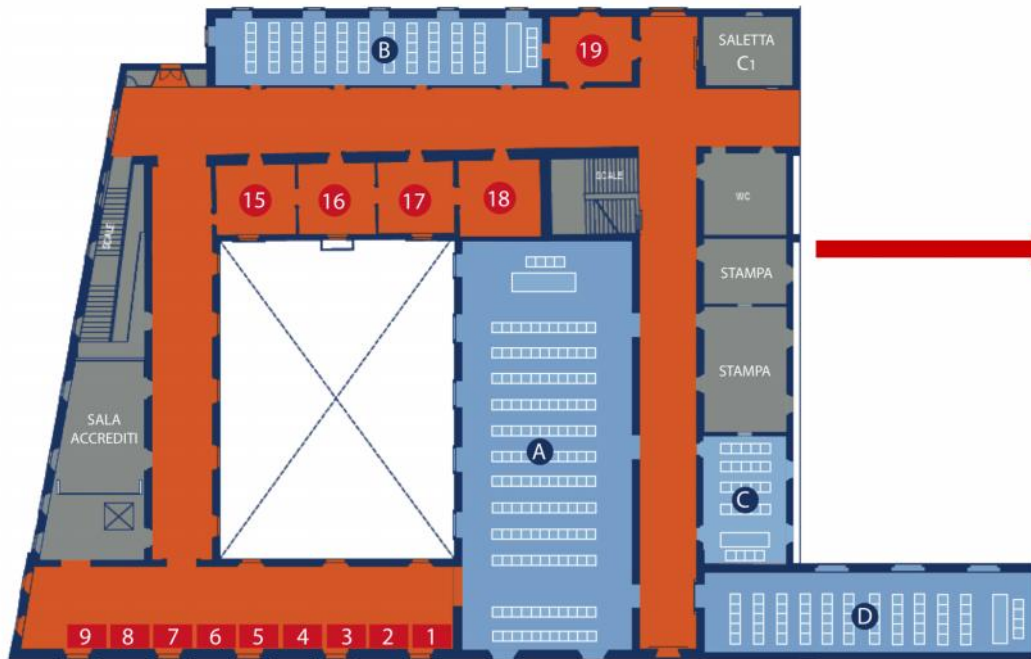 B
19
SALETTA
C1
15
16
17
18
SCALE
WC
SCALE
STAMPA
STAMPA
SALA
ACCREDITI
A
C
D
9 8 7 6 5 4 3 2 1